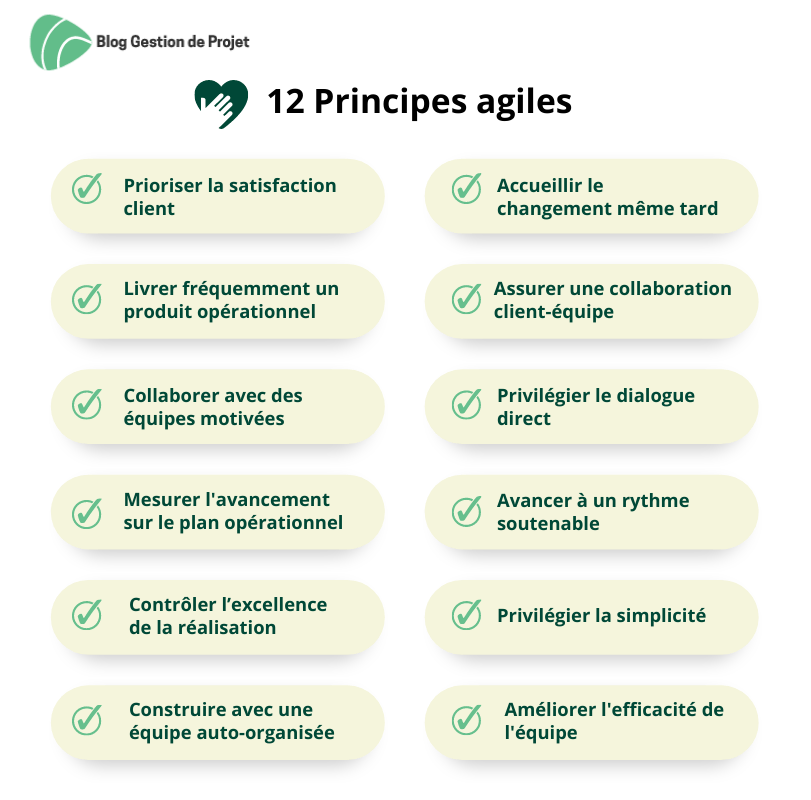 Blog Gestion de Projet
12 Principes agiles
Prioriser la satisfaction
client
Accueillir le
changement même tard
Livrer fréquemment un
produit opérationnel
Assurer une collaboration
client-équipe
Collaborer avec des
équipes motivées
Privilégier le dialogue
direct
Mesurer l'avancement
sur le plan opérationnel
Avancer à un rythme
soutenable
Contrôler l’excellence
de la réalisation
Privilégier la simplicité
Construire avec une
équipe auto-organisée
Améliorer l'efficacité de
l'équipe